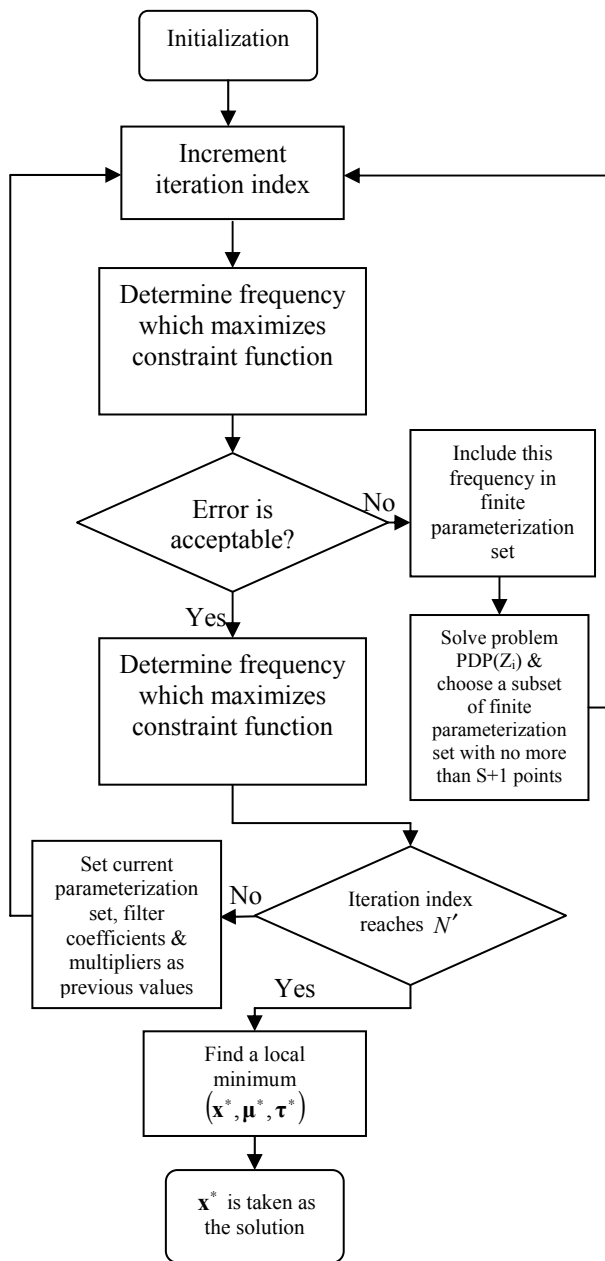 Initialization
Increment
iteration index
Determine frequency
which maximizes
constraint function
Error is
acceptable?
No
Include this
frequency in
finite
parameterization
set
Yes
Solve problem
PDP(Zᵢ) &
choose a subset
of finite
parameterization
set with no more
than S+1 points
Determine frequency
which maximizes
constraint function
Set current
parameterization
set, filter
coefficients &
multipliers as
previous values
No
Iteration index
reaches N′
Yes
Find a local
minimum
(x*, μ*, τ*)
x* is taken as
the solution